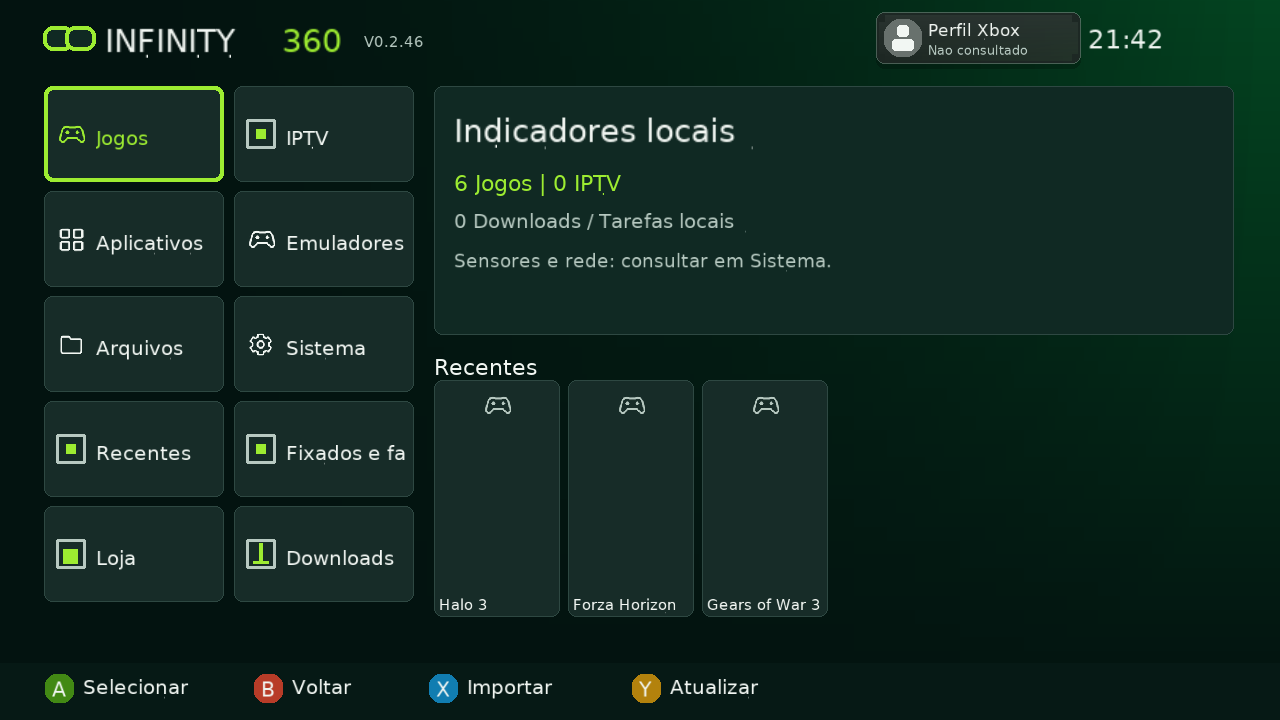 INFINITY 360 V0.2.46
Perfil Xbox
Nao consultado
21:42
Jogos
IPTV
Aplicativos
Emuladores
Arquivos
Sistema
Recentes
Fixados e fa
Loja
Downloads
Indicadores locais
6 Jogos | 0 IPTV
0 Downloads / Tarefas locais
Sensores e rede: consultar em Sistema.
Recentes
Halo 3
Forza Horizon
Gears of War 3
A Selecionar
B Voltar
X Importar
Y Atualizar